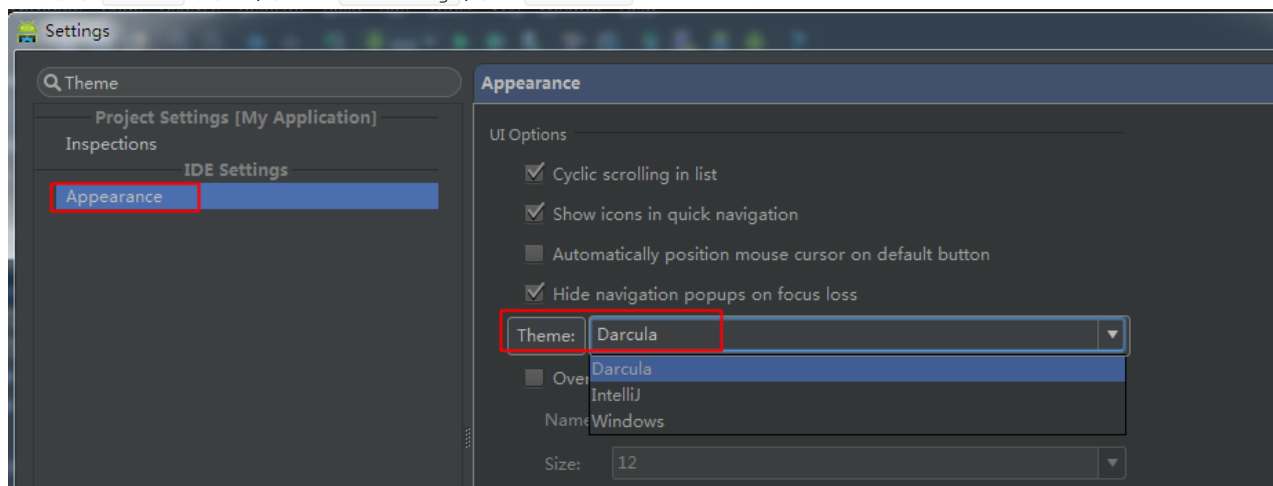 Settings
Theme
Project Settings [My Application]
Inspections
IDE Settings
Appearance
Appearance
UI Options
Cyclic scrolling in list
Show icons in quick navigation
Automatically position mouse cursor on default button
Hide navigation popups on focus loss
Theme: Darcula
Darcula
IntelliJ
Windows
Size: 12